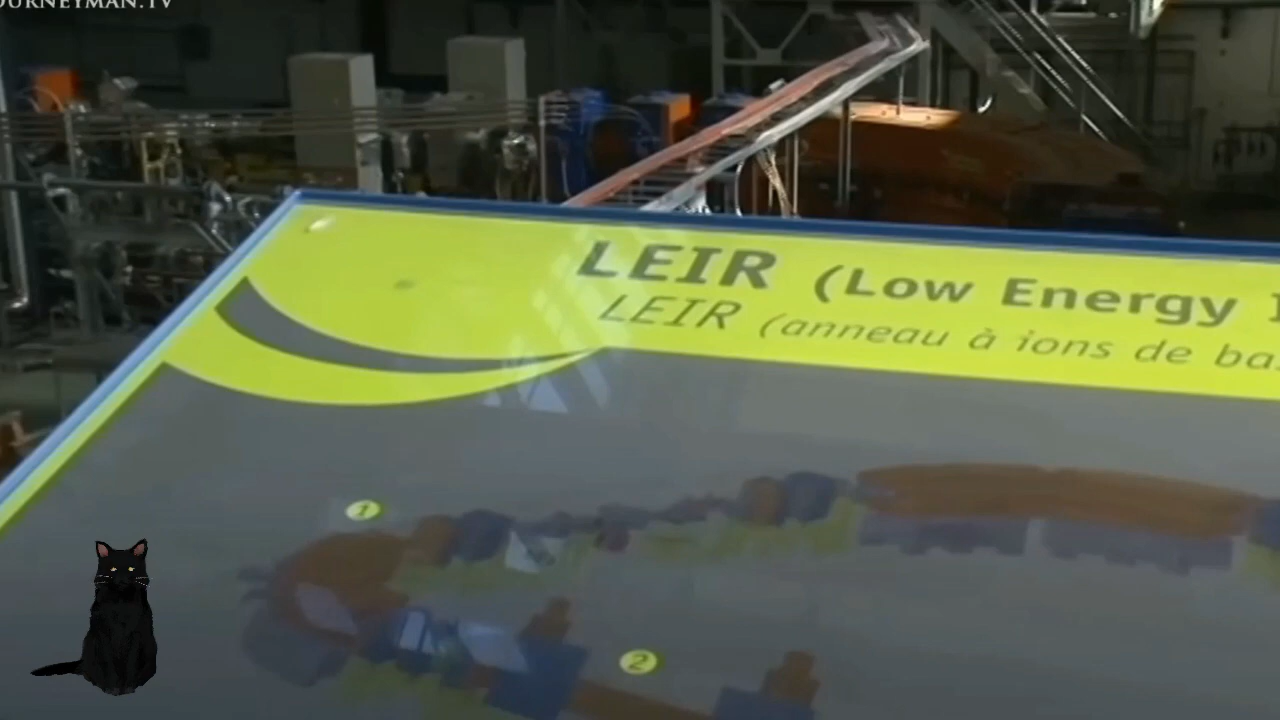 OURNEYMAN.TV
LEIR (Low Energy
LEIR (anneau à ions de ba
1
2